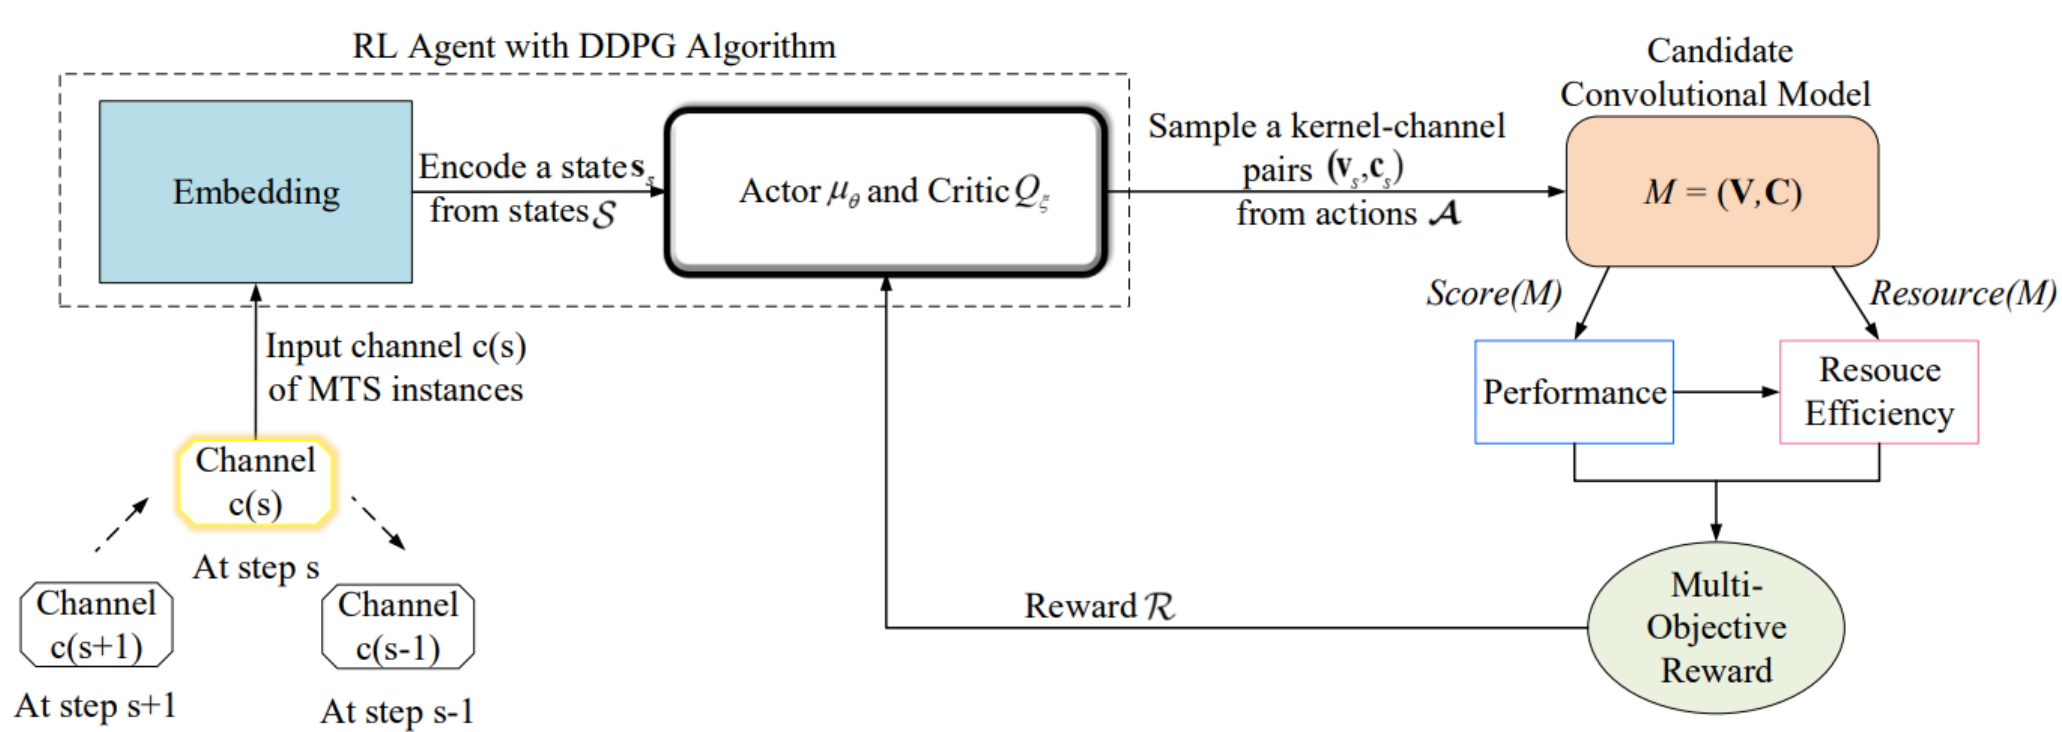 RL Agent with DDPG Algorithm
Embedding
Encode a state s_s
from states 𝒮
Actor μ_θ and Critic Q_ξ
Sample a kernel-channel
pairs (v_s,c_s)
from actions 𝒜
Candidate
Convolutional Model
M = (V,C)
Score(M)
Resource(M)
Performance
Resouce
Efficiency
Multi-
Objective
Reward
Reward ℛ
Input channel c(s)
of MTS instances
Channel
c(s)
At step s
Channel
c(s+1)
At step s+1
Channel
c(s-1)
At step s-1